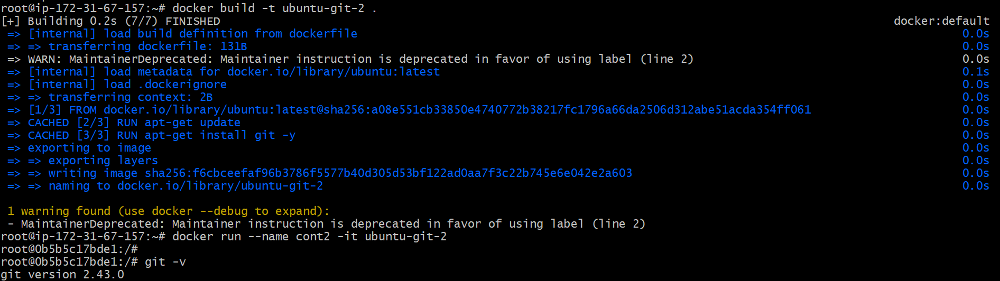 root@ip-172-31-67-157:~# docker build -t ubuntu-git-2 .
[+] Building 0.2s (7/7) FINISHED docker:default
=> [internal] load build definition from dockerfile 0.0s
=> => transferring dockerfile: 131B 0.0s
=> WARN: MaintainerDeprecated: Maintainer instruction is deprecated in favor of using label (line 2) 0.0s
=> [internal] load metadata for docker.io/library/ubuntu:latest 0.1s
=> [internal] load .dockerignore 0.0s
=> => transferring context: 2B 0.0s
=> [1/3] FROM docker.io/library/ubuntu:latest@sha256:a08e551cb33850e4740772b38217fc1796a66da2506d312abe51acda354ff061 0.0s
=> CACHED [2/3] RUN apt-get update 0.0s
=> CACHED [3/3] RUN apt-get install git -y 0.0s
=> exporting to image 0.0s
=> => exporting layers 0.0s
=> => writing image sha256:f6cbceefaf96b3786f5577b40d305d53bf122ad0aa7f3c22b745e6e042e2a603 0.0s
=> => naming to docker.io/library/ubuntu-git-2 0.0s
1 warning found (use docker --debug to expand):
- MaintainerDeprecated: Maintainer instruction is deprecated in favor of using label (line 2)
root@ip-172-31-67-157:~# docker run --name cont2 -it ubuntu-git-2
root@0b5b5c17bde1:/#
root@0b5b5c17bde1:/# git -v
git version 2.43.0